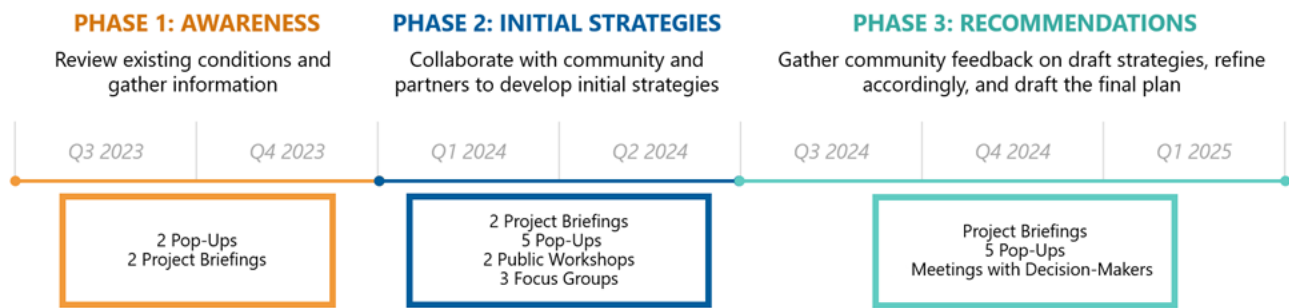 PHASE 1: AWARENESS
Review existing conditions and
gather information
PHASE 2: INITIAL STRATEGIES
Collaborate with community and
partners to develop initial strategies
PHASE 3: RECOMMENDATIONS
Gather community feedback on draft strategies, refine
accordingly, and draft the final plan
Q3 2023
Q4 2023
Q1 2024
Q2 2024
Q3 2024
Q4 2024
Q1 2025
2 Pop-Ups
2 Project Briefings
2 Project Briefings
5 Pop-Ups
2 Public Workshops
3 Focus Groups
Project Briefings
5 Pop-Ups
Meetings with Decision-Makers